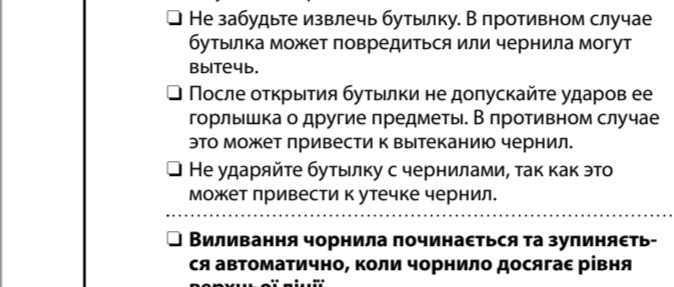 ❏ Не забудьте извлечь бутылку. В противном случае
бутылка может повредиться или чернила могут
вытечь.
❏ После открытия бутылки не допускайте ударов ее
горлышка о другие предметы. В противном случае
это может привести к вытеканию чернил.
❏ Не ударяйте бутылку с чернилами, так как это
может привести к утечке чернил.
❏ Виливання чорнила починається та зупиняєть-
ся автоматично, коли чорнило досягає рівня
верхньої лінії